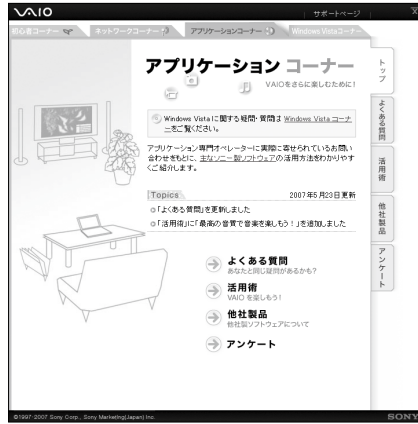 VAIO
サポートページ
初心者コーナー
ネットワークコーナー
アプリケーションコーナー
Windows Vistaコーナー
アプリケーション コーナー
VAIOをさらに楽しむために!
Windows Vista に関する疑問・質問は Windows Vista コーナ
ーをご覧ください。
アプリケーション専門オペレーターに実際に寄せられているお問い
合わせをもとに、主なソニー製ソフトウェアの活用方法をわかりやす
くご紹介します。
Topics
2007年5月23日更新
「よくある質問」を更新しました
「活用術」に「最高の音質で音楽を楽しもう!」を追加しました
よくある質問
あなたと同じ疑問があるかも?
活用術
VAIO を楽しもう!
他社製品
他社製ソフトウェアについて
アンケート
トップ
よくある質問
活用術
他社製品
アンケート
©1997-2007 Sony Corp., Sony Marketing(Japan) Inc.
SONY